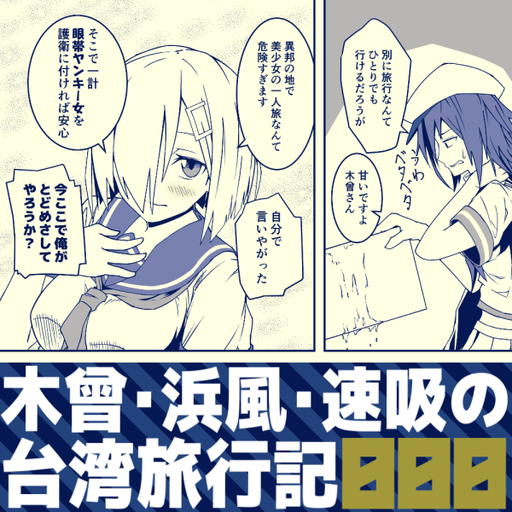 別に旅行なんて
ひとりでも
行けるだろうが
うわ
ベタベタ
甘いですよ
木曾さん
異邦の地で
美少女の一人旅なんて
危険すぎます
自分で
言いやがった
そこで一計
眼帯ヤンキー女を
護衛に付ければ安心
今ここで俺が
とどめさして
やろうか?
木曾・浜風・速吸の
台湾旅行記000